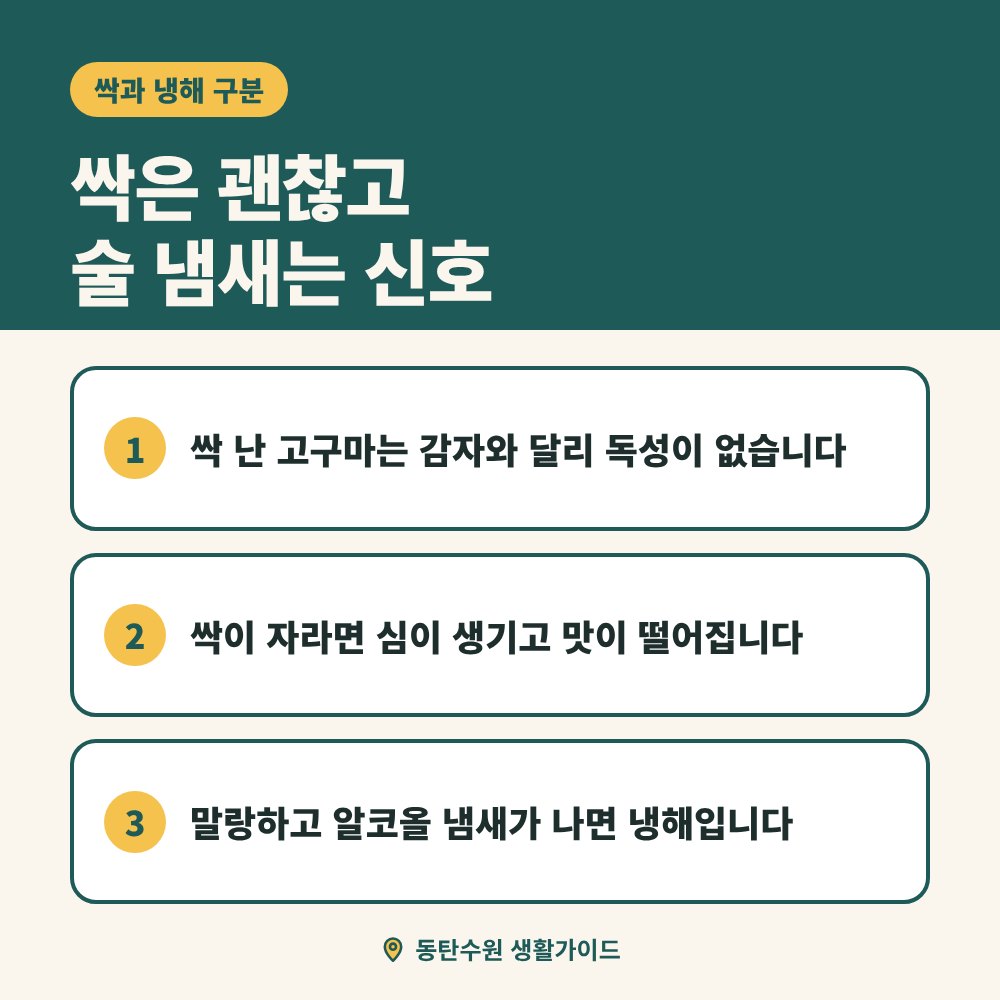 싹과 냉해 구분
싹은 괜찮고
술 냄새는 신호
1 싹 난 고구마는 감자와 달리 독성이 없습니다
2 싹이 자라면 심이 생기고 맛이 떨어집니다
3 말랑하고 알코올 냄새가 나면 냉해입니다
동탄수원 생활가이드